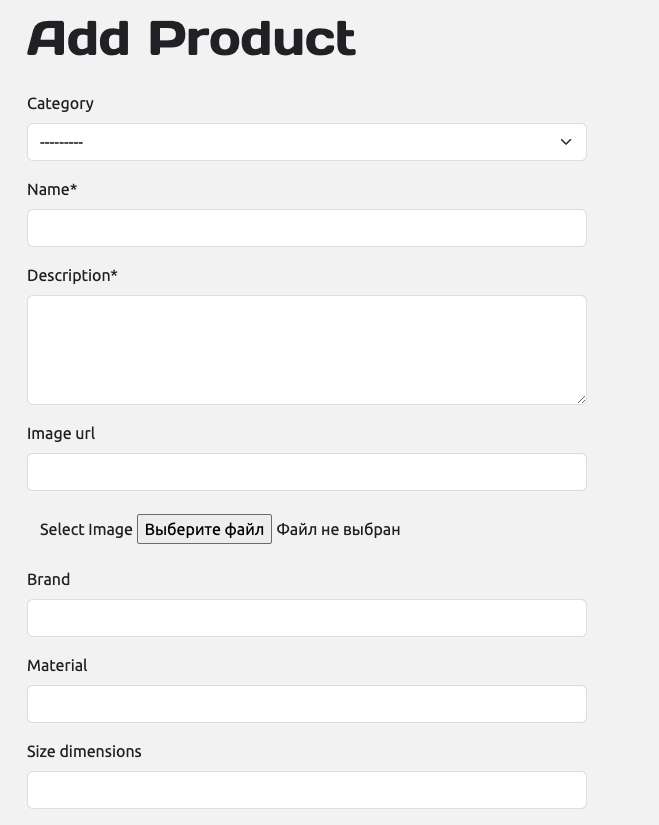 Add Product
Category
---------
Name*
Description*
Image url
Select Image Выберите файл Файл не выбран
Brand
Material
Size dimensions